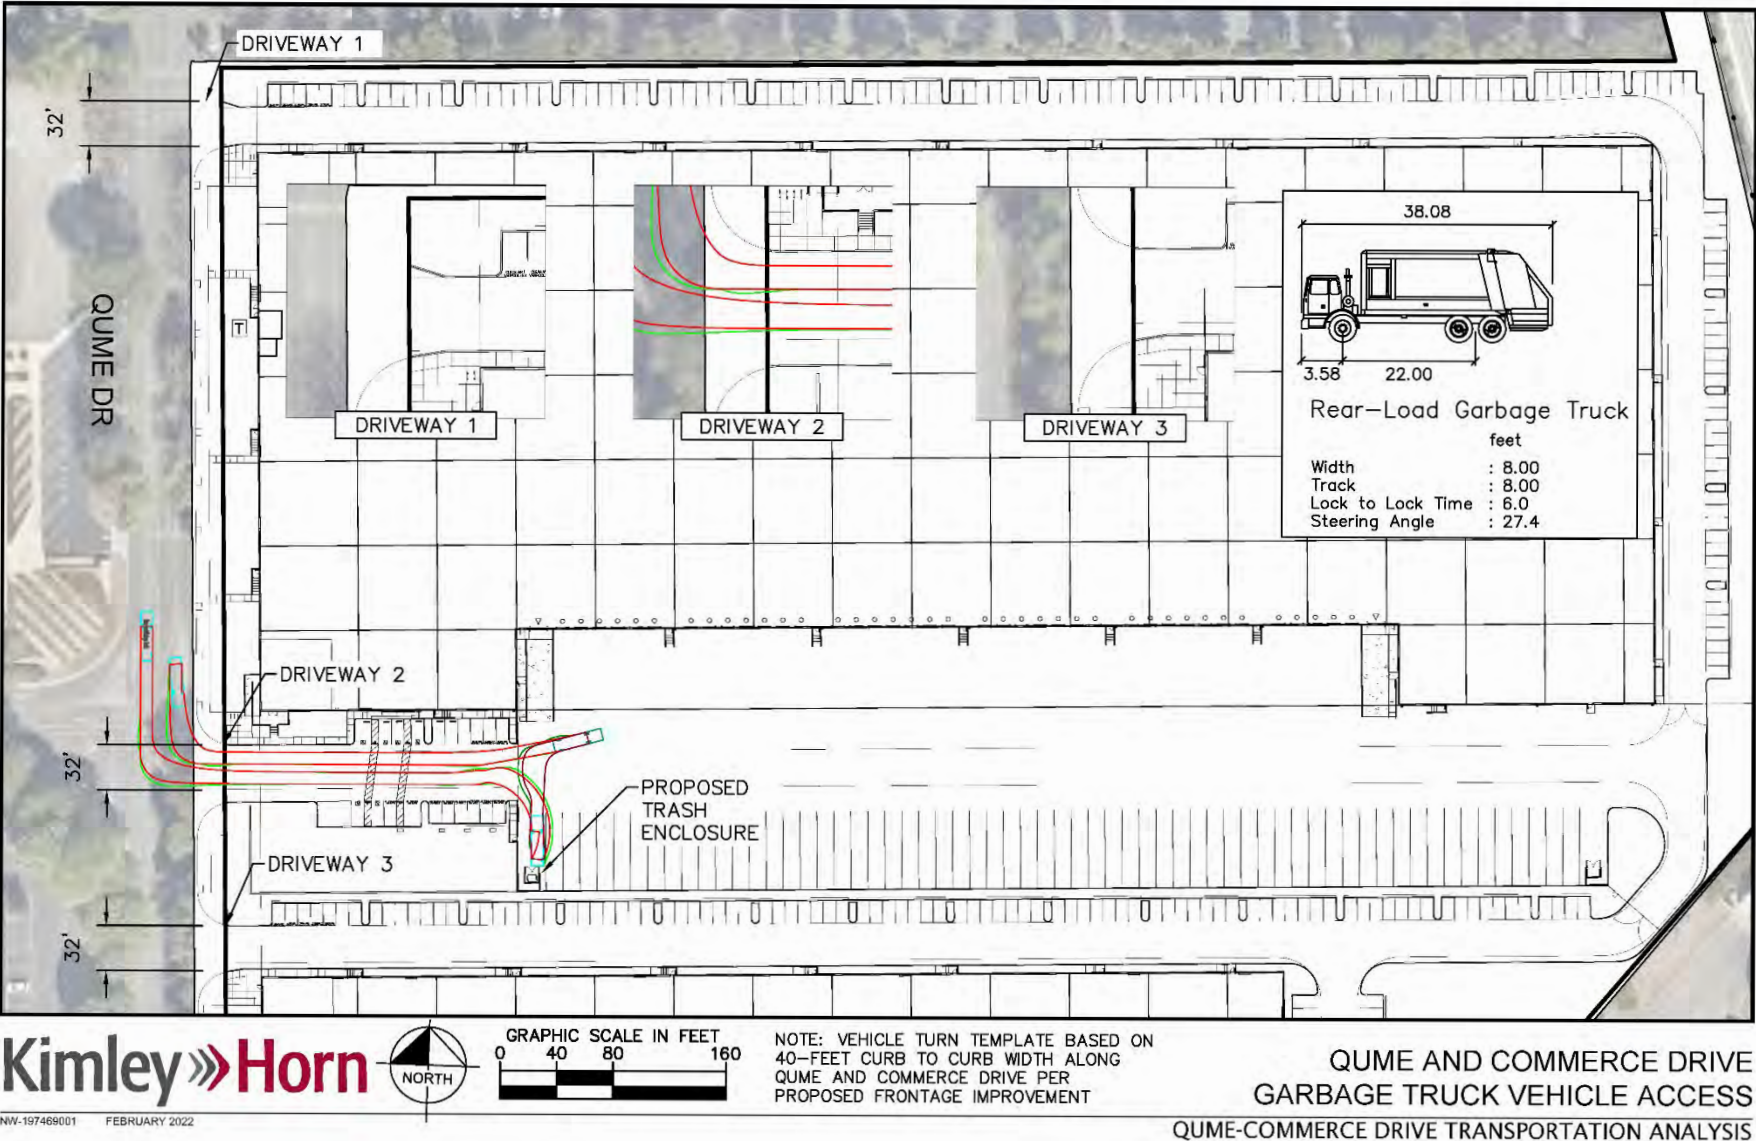 DRIVEWAY 1
32'
QUME DR
T
DRIVEWAY 1
DRIVEWAY 2
DRIVEWAY 3
38.08
3.58
22.00
Rear-Load Garbage Truck
feet
Width : 8.00
Track : 8.00
Lock to Lock Time : 6.0
Steering Angle : 27.4
DRIVEWAY 2
32'
PROPOSED
TRASH
ENCLOSURE
DRIVEWAY 3
32'
Kimley»Horn
NORTH
GRAPHIC SCALE IN FEET
0 40 80 160
NOTE: VEHICLE TURN TEMPLATE BASED ON
40-FEET CURB TO CURB WIDTH ALONG
QUME AND COMMERCE DRIVE PER
PROPOSED FRONTAGE IMPROVEMENT
QUME AND COMMERCE DRIVE
GARBAGE TRUCK VEHICLE ACCESS
QUME-COMMERCE DRIVE TRANSPORTATION ANALYSIS
NW-197469001 FEBRUARY 2022